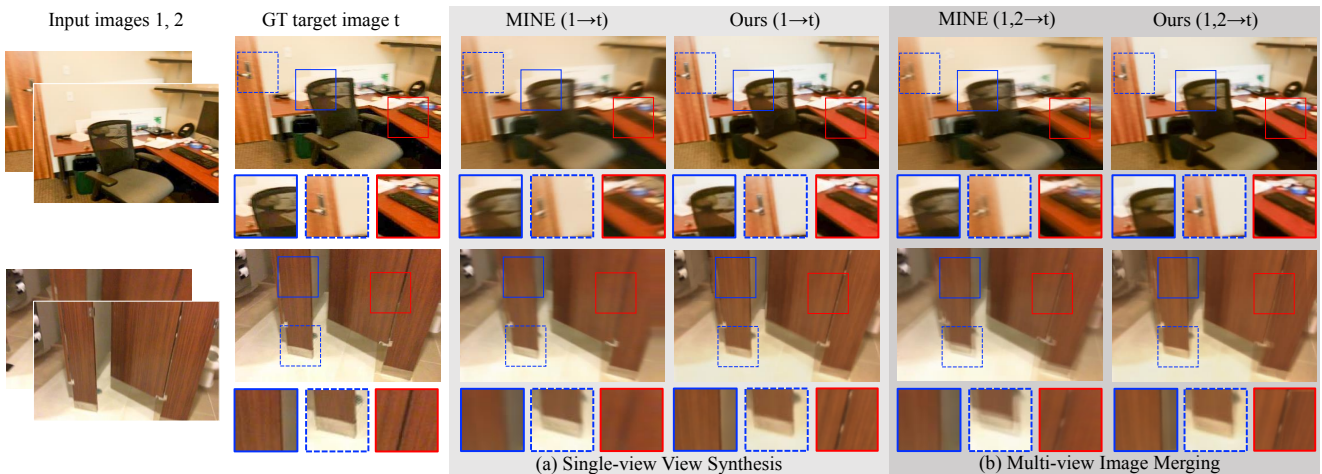 Input images 1, 2
GT target image t
MINE (1→t)
Ours (1→t)
MINE (1,2→t)
Ours (1,2→t)
(a) Single-view View Synthesis
(b) Multi-view Image Merging